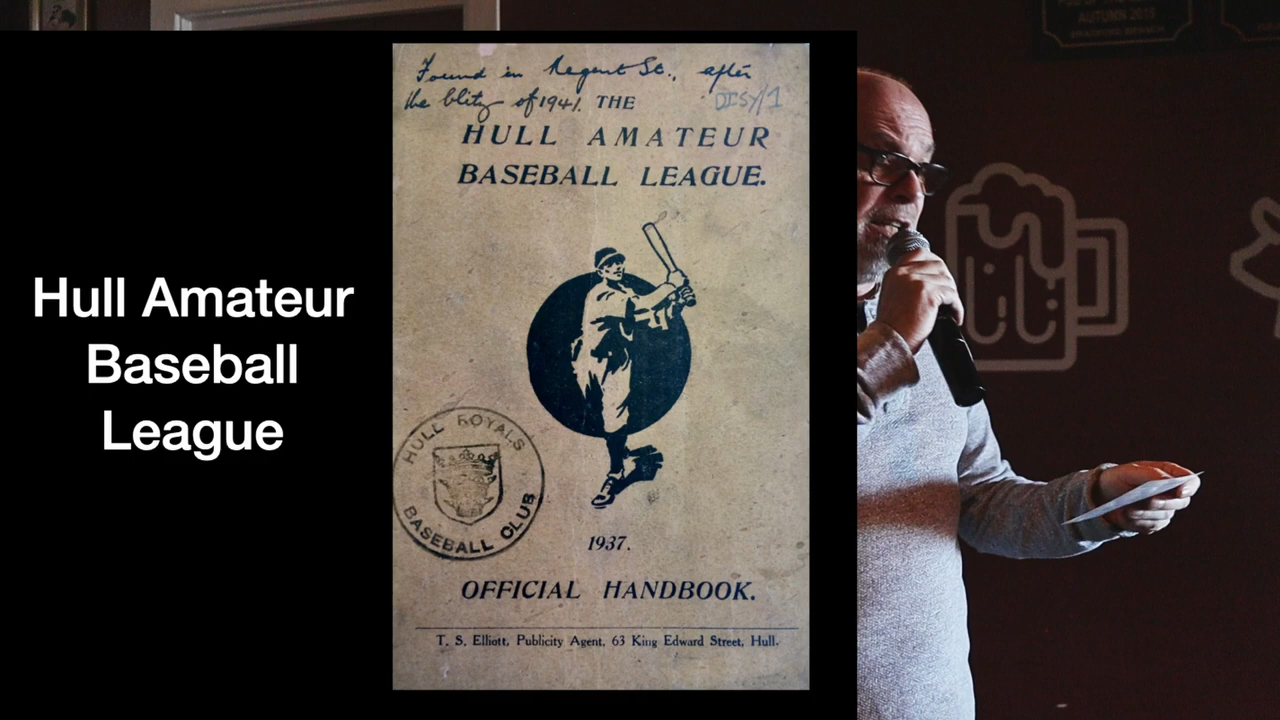 AUTUMN 2015
Hull Amateur
Baseball
League
Found in Regent St., after
the blitz of 1941.
DISY/1
THE
HULL AMATEUR
BASEBALL LEAGUE.
HULL ROYALS
BASEBALL CLUB
1937.
OFFICIAL HANDBOOK.
T. S. Elliott, Publicity Agent, 63 King Edward Street, Hull.